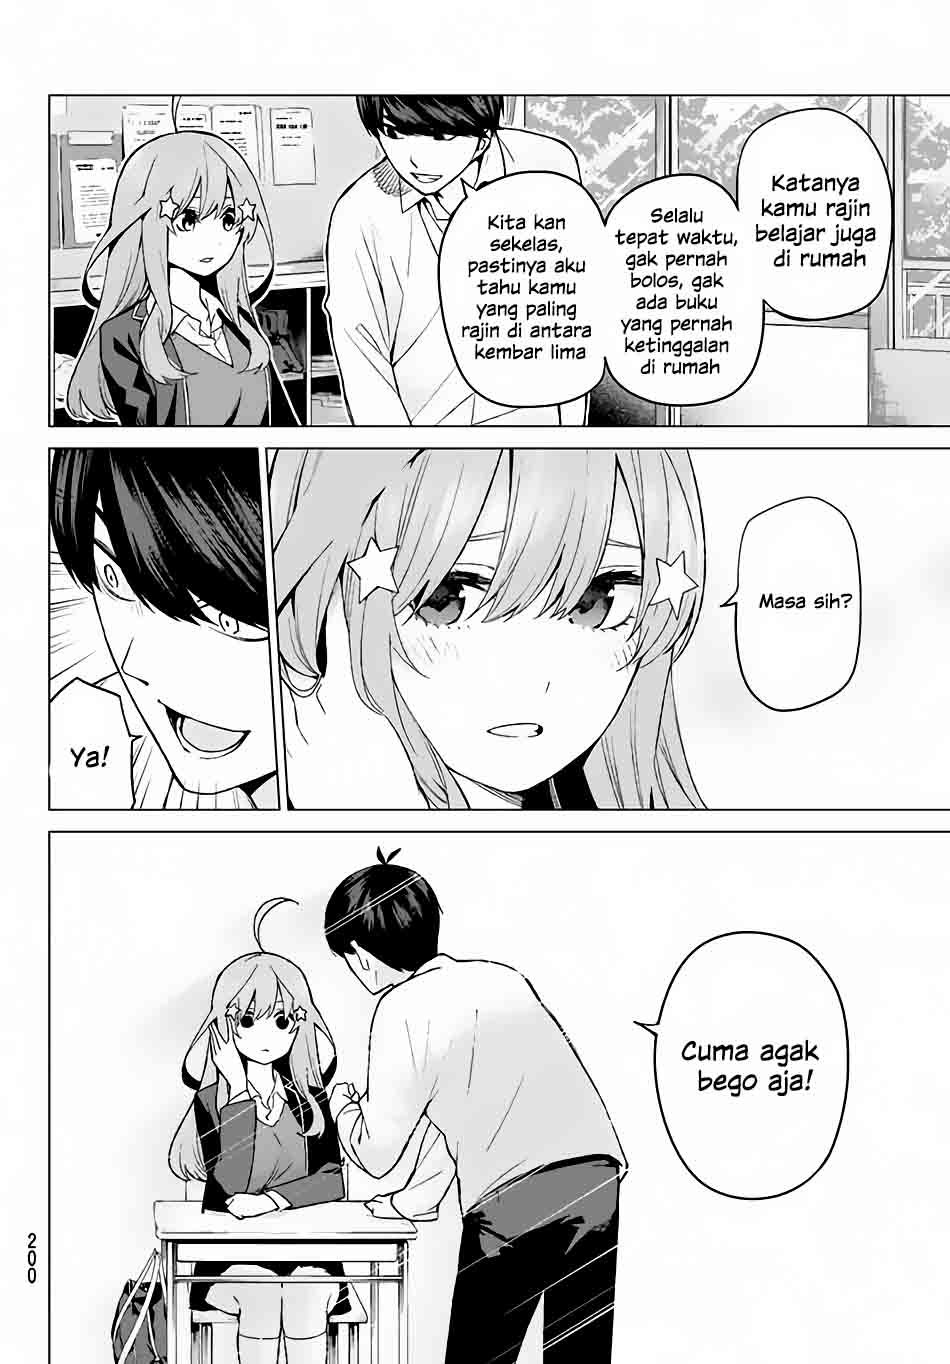 Katanya
kamu rajin
belajar juga
di rumah
Selalu
tepat waktu,
gak pernah
bolos, gak
ada buku
yang pernah
ketinggalan
di rumah
Kita kan
sekelas,
pastinya aku
tahu kamu
yang paling
rajin di antara
kembar lima
Masa sih?
Ya!
Cuma agak
bego aja!
200